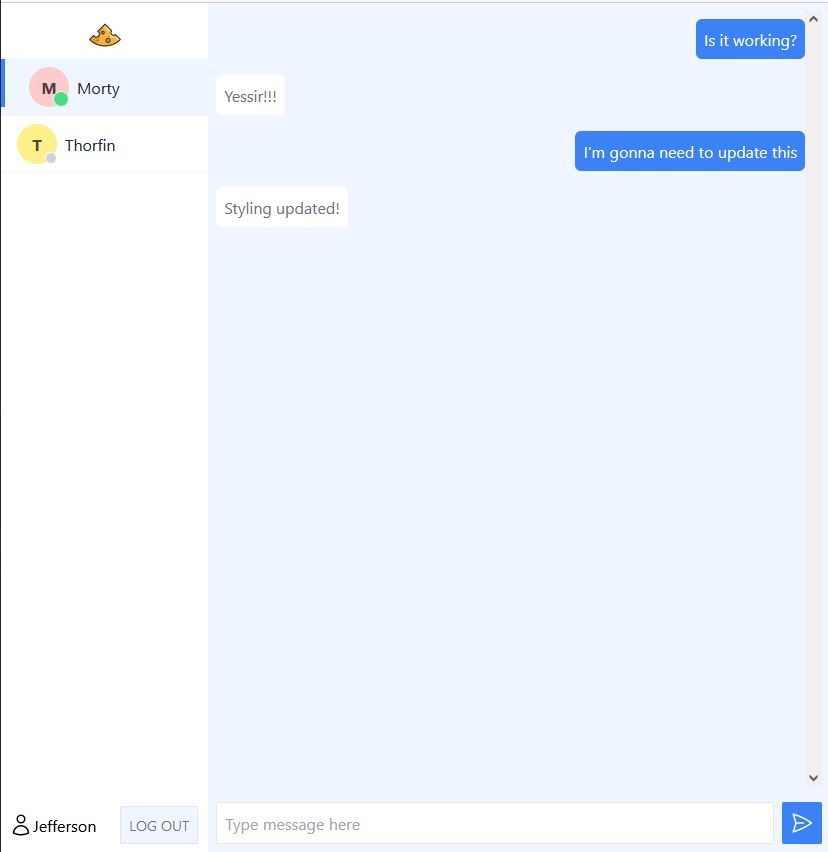 M
Morty
T
Thorfin
Jefferson
LOG OUT
Is it working?
Yessir!!!
I'm gonna need to update this
Styling updated!
Type message here